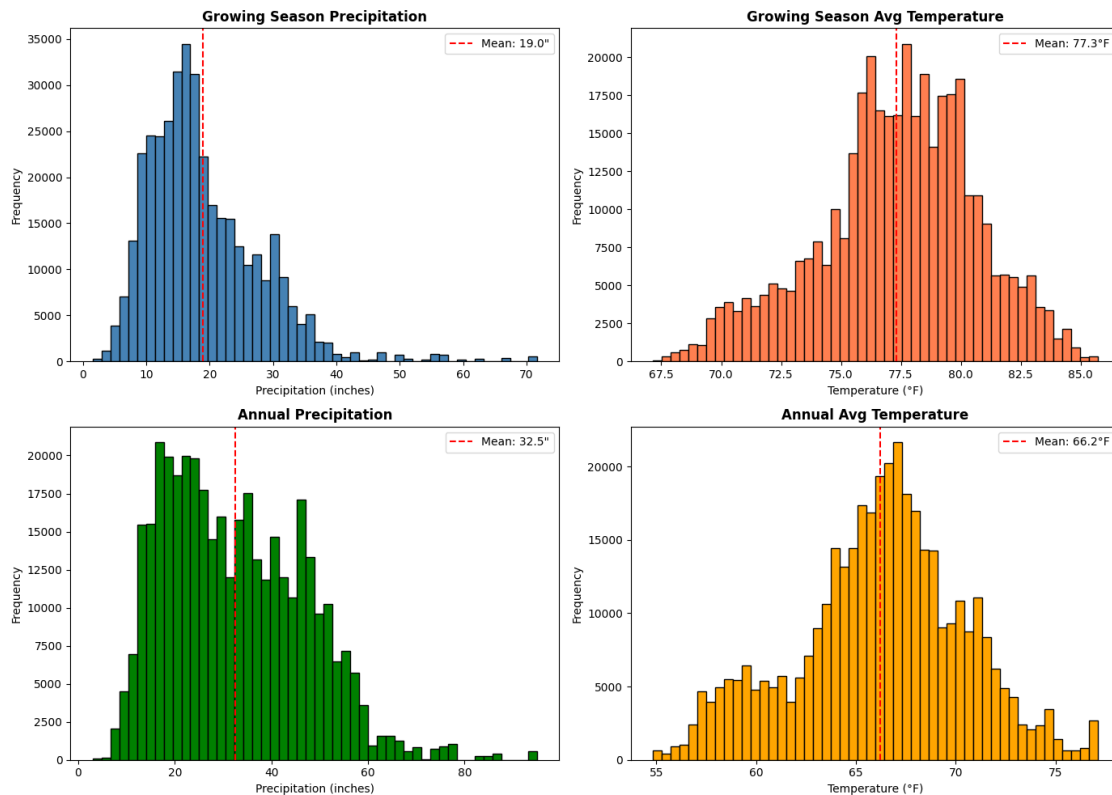 Growing Season Precipitation
Mean: 19.0"
Frequency
35000
30000
25000
20000
15000
10000
5000
0
0 10 20 30 40 50 60 70
Precipitation (inches)
Growing Season Avg Temperature
Mean: 77.3°F
Frequency
20000
17500
15000
12500
10000
7500
5000
2500
0
67.5 70.0 72.5 75.0 77.5 80.0 82.5 85.0
Temperature (°F)
Annual Precipitation
Mean: 32.5"
Frequency
20000
17500
15000
12500
10000
7500
5000
2500
0
0 20 40 60 80
Precipitation (inches)
Annual Avg Temperature
Mean: 66.2°F
Frequency
20000
15000
10000
5000
0
55 60 65 70 75
Temperature (°F)